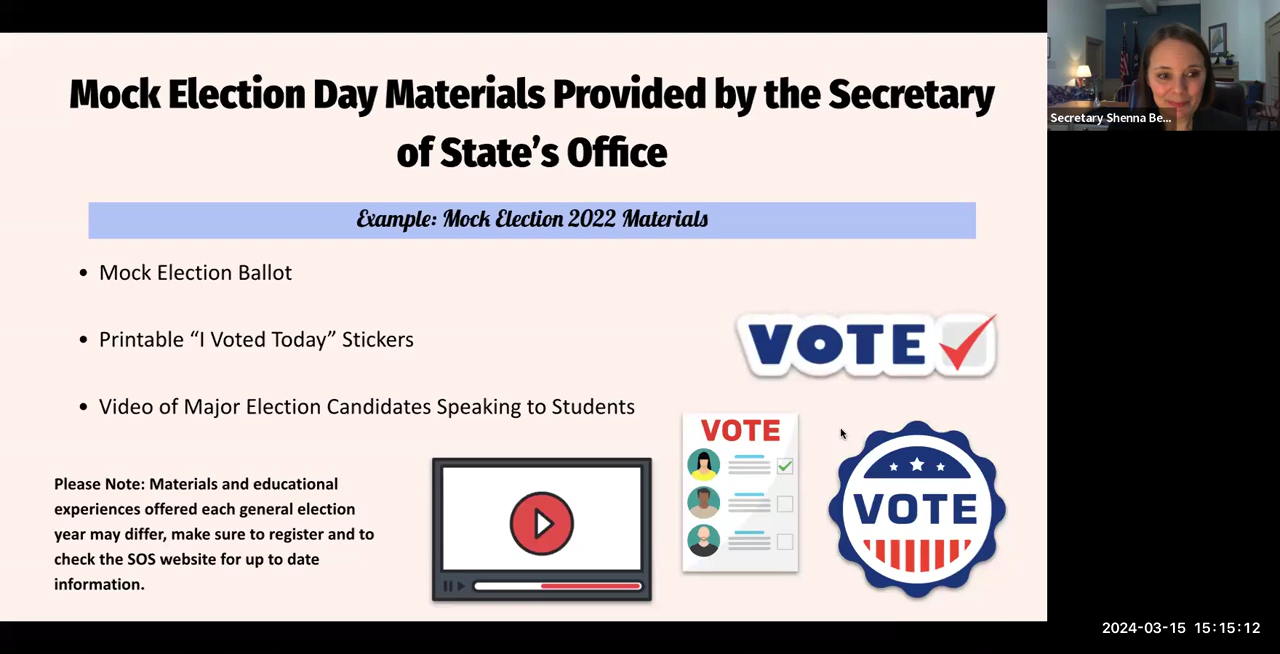 Mock Election Day Materials Provided by the Secretary
of State’s Office
Example: Mock Election 2022 Materials
• Mock Election Ballot
• Printable “I Voted Today” Stickers
• Video of Major Election Candidates Speaking to Students
Please Note: Materials and educational
experiences offered each general election
year may differ, make sure to register and to
check the SOS website for up to date
information.
VOTE
VOTE
VOTE
Secretary Shenna Be...
2024-03-15 15:15:12